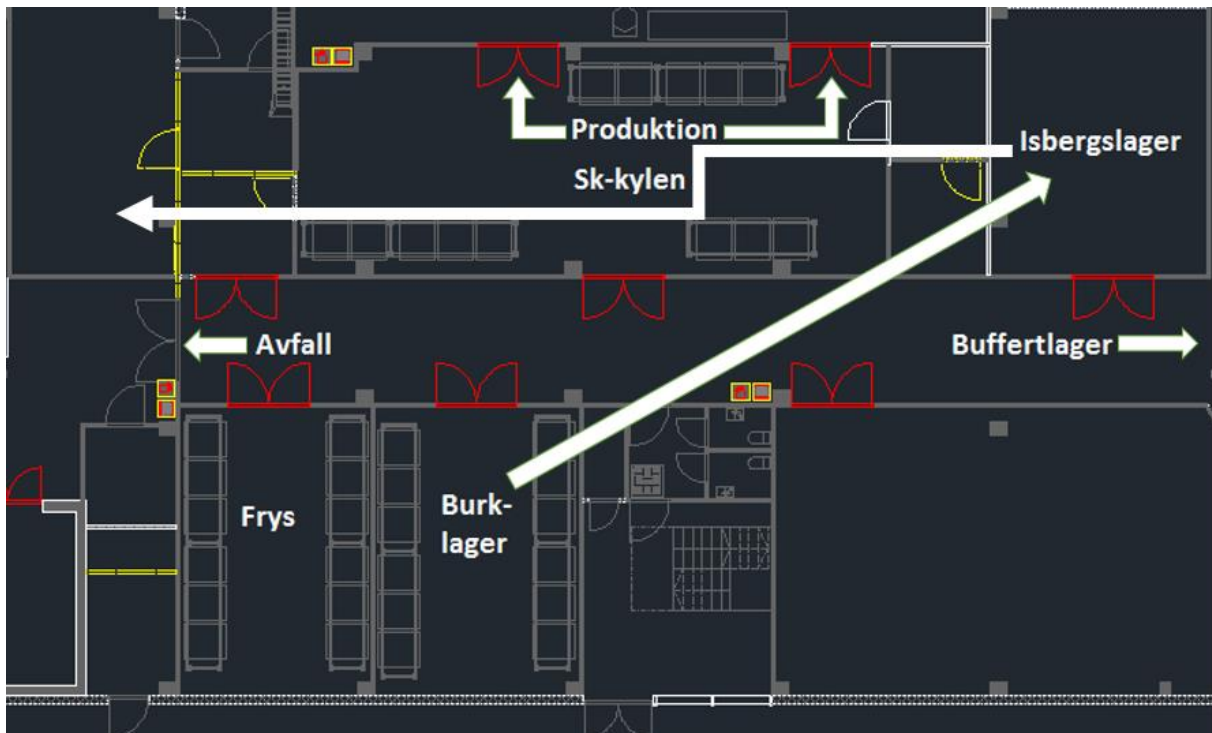 Produktion
Isbergslager
Sk-kylen
Avfall
Buffertlager
Frys
Burk-
lager